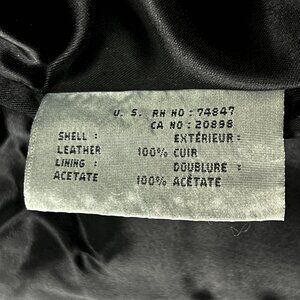 U. S. RN NO : 74847
CA NO : 20898
SHELL : EXTÉRIEUR :
LEATHER 100% CUIR
LINING : DOUBLURE :
ACETATE 100% ACÉTATE